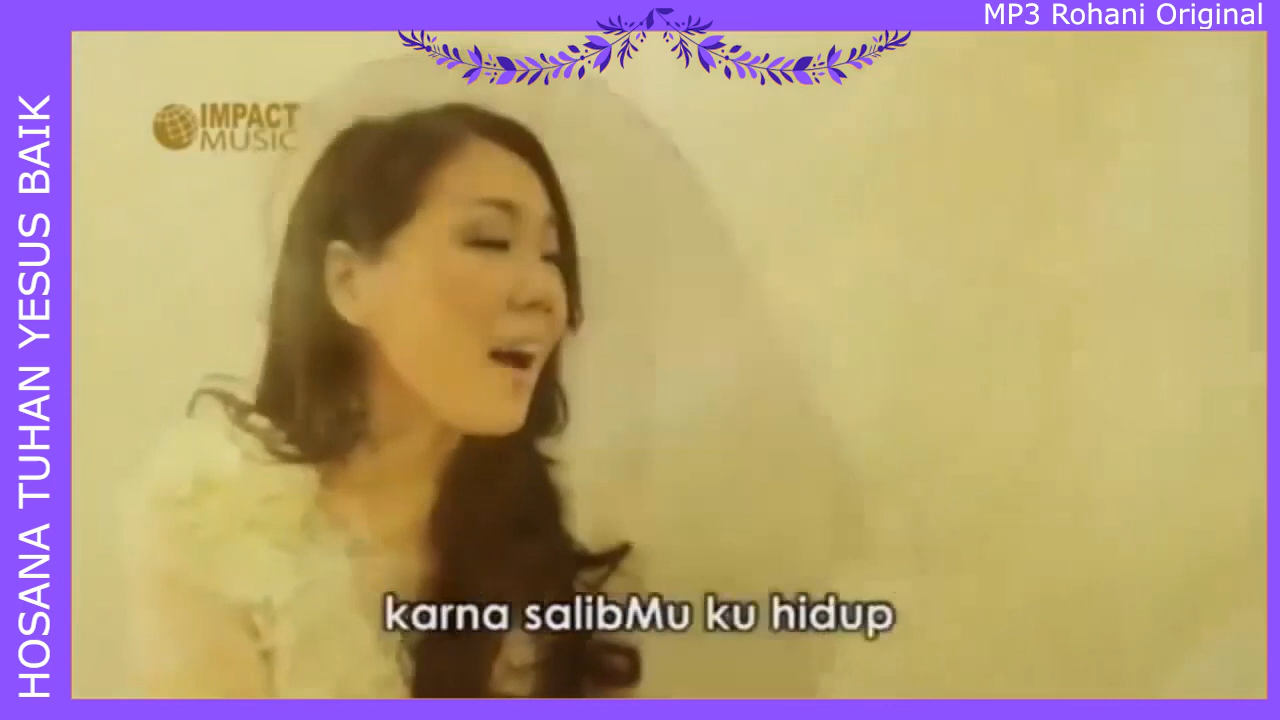 MP3 Rohani Original
HOSANA TUHAN YESUS BAIK
IMPACT
MUSIC
karna salibMu ku hidup